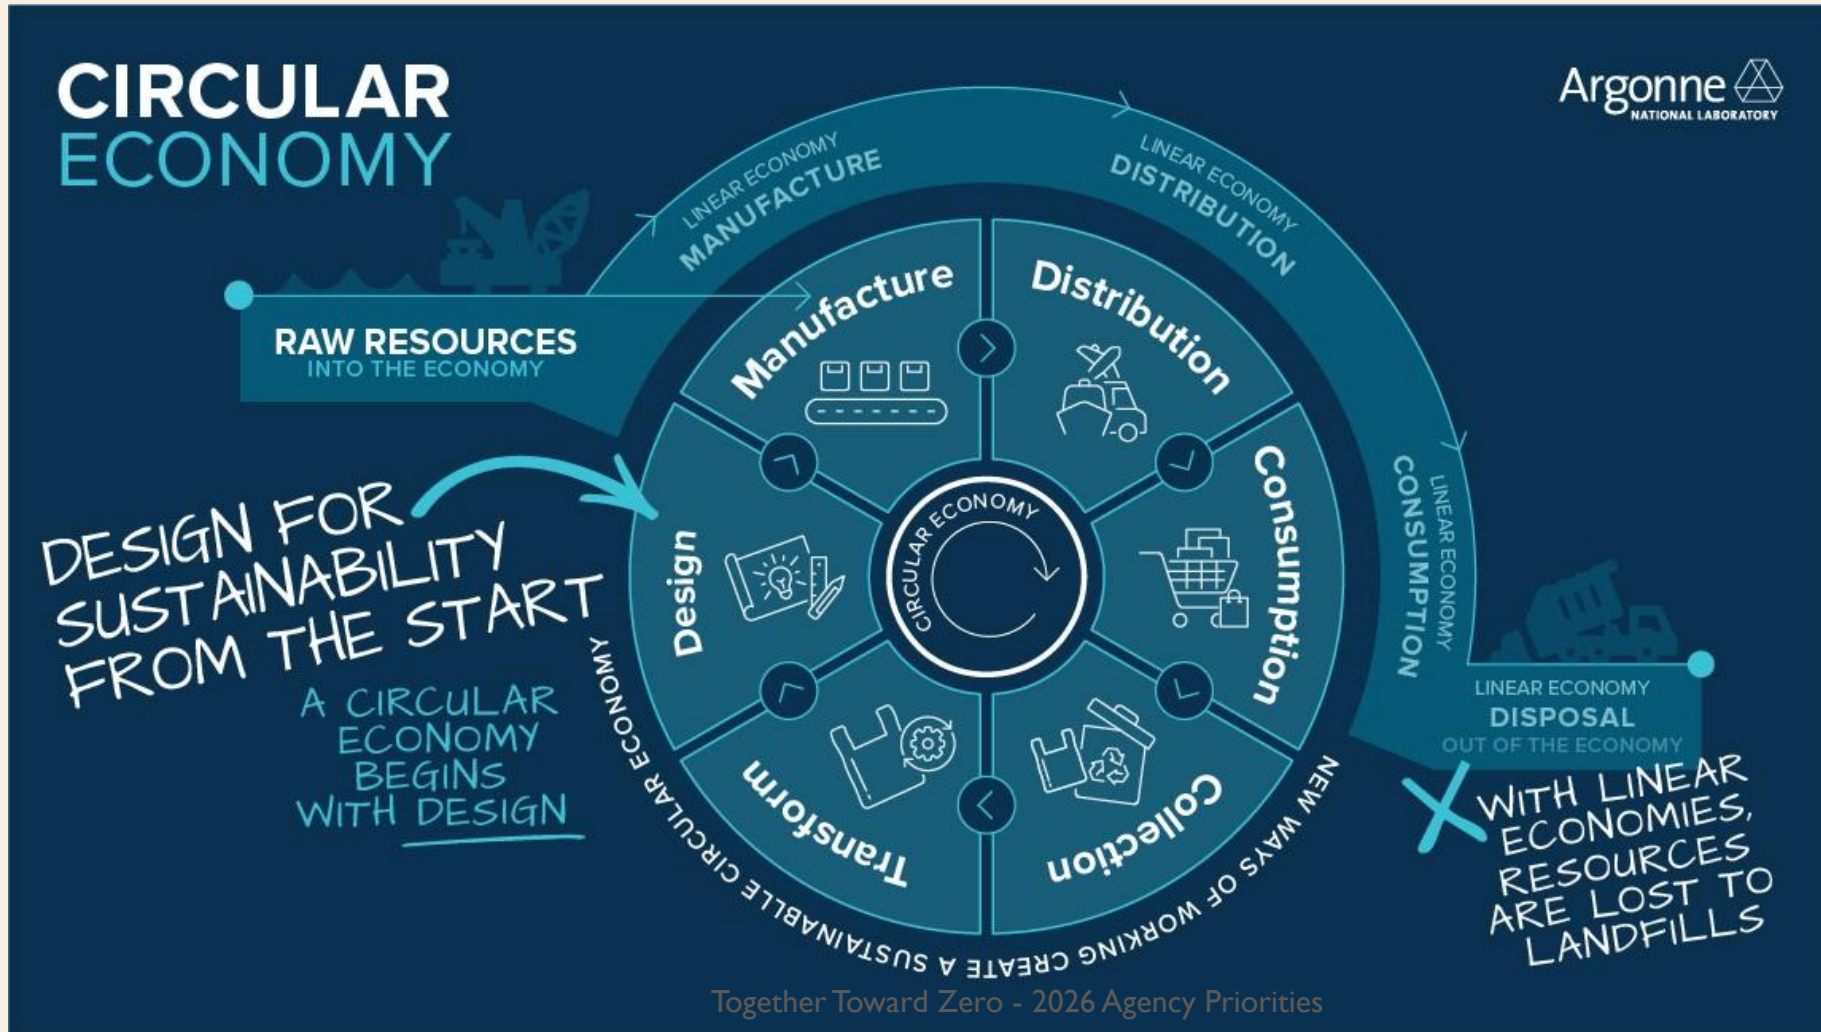 CIRCULAR
ECONOMY
Argonne
NATIONAL LABORATORY
LINEAR ECONOMY
MANUFACTURE
LINEAR ECONOMY
DISTRIBUTION
LINEAR ECONOMY
CONSUMPTION
RAW RESOURCES
INTO THE ECONOMY
Manufacture
Distribution
Consumption
Collection
Transform
Design
CIRCULAR ECONOMY
DESIGN FOR
SUSTAINABILITY
FROM THE START
A CIRCULAR
ECONOMY
BEGINS
WITH DESIGN
LINEAR ECONOMY
DISPOSAL
OUT OF THE ECONOMY
WITH LINEAR
ECONOMIES,
RESOURCES
ARE LOST TO
LANDFILLS
NEW WAYS OF WORKING CREATE A SUSTAINABLLE CIRCULAR ECONOMY
Together Toward Zero - 2026 Agency Priorities